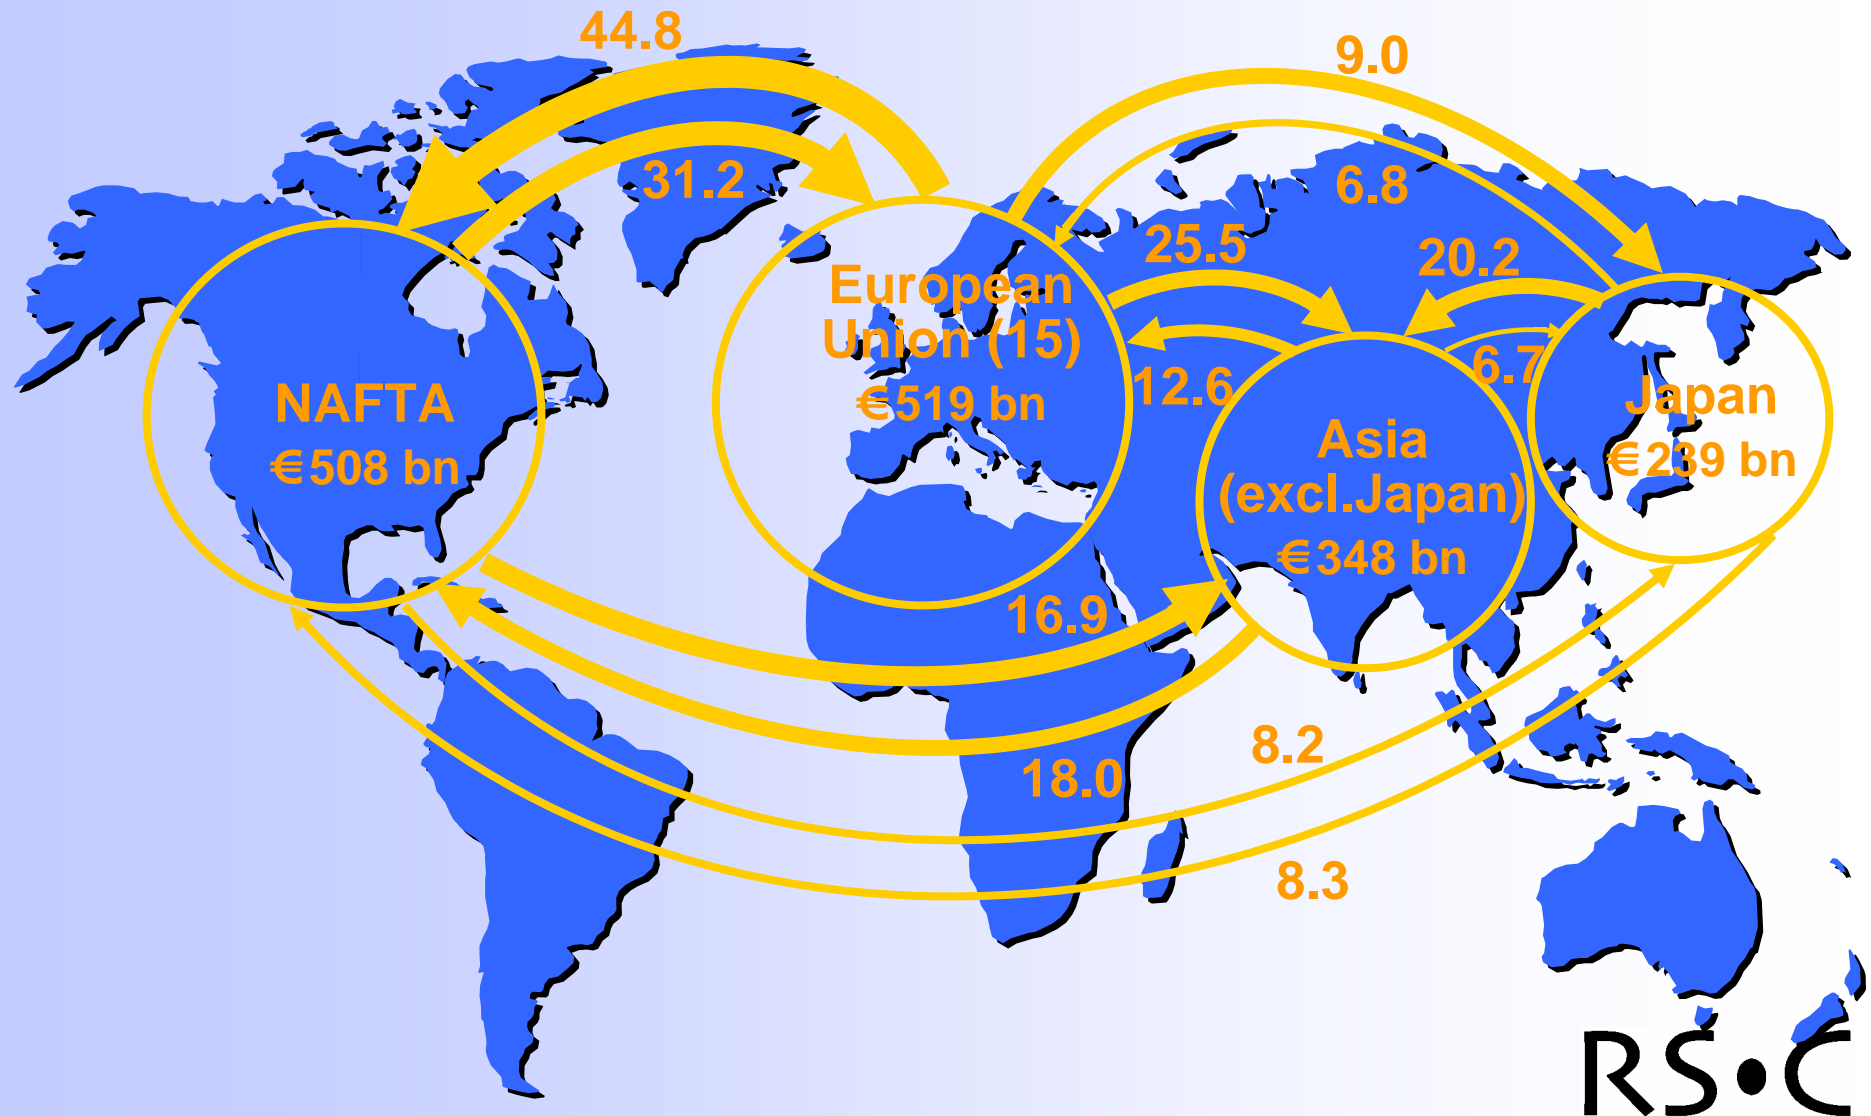 44.8
9.0
31.2
6.8
25.5
20.2
European
Union (15)
€519 bn
12.6
6.7
NAFTA
€508 bn
Japan
€239 bn
Asia
(excl.Japan)
€348 bn
16.9
18.0
8.2
8.3
RS•C